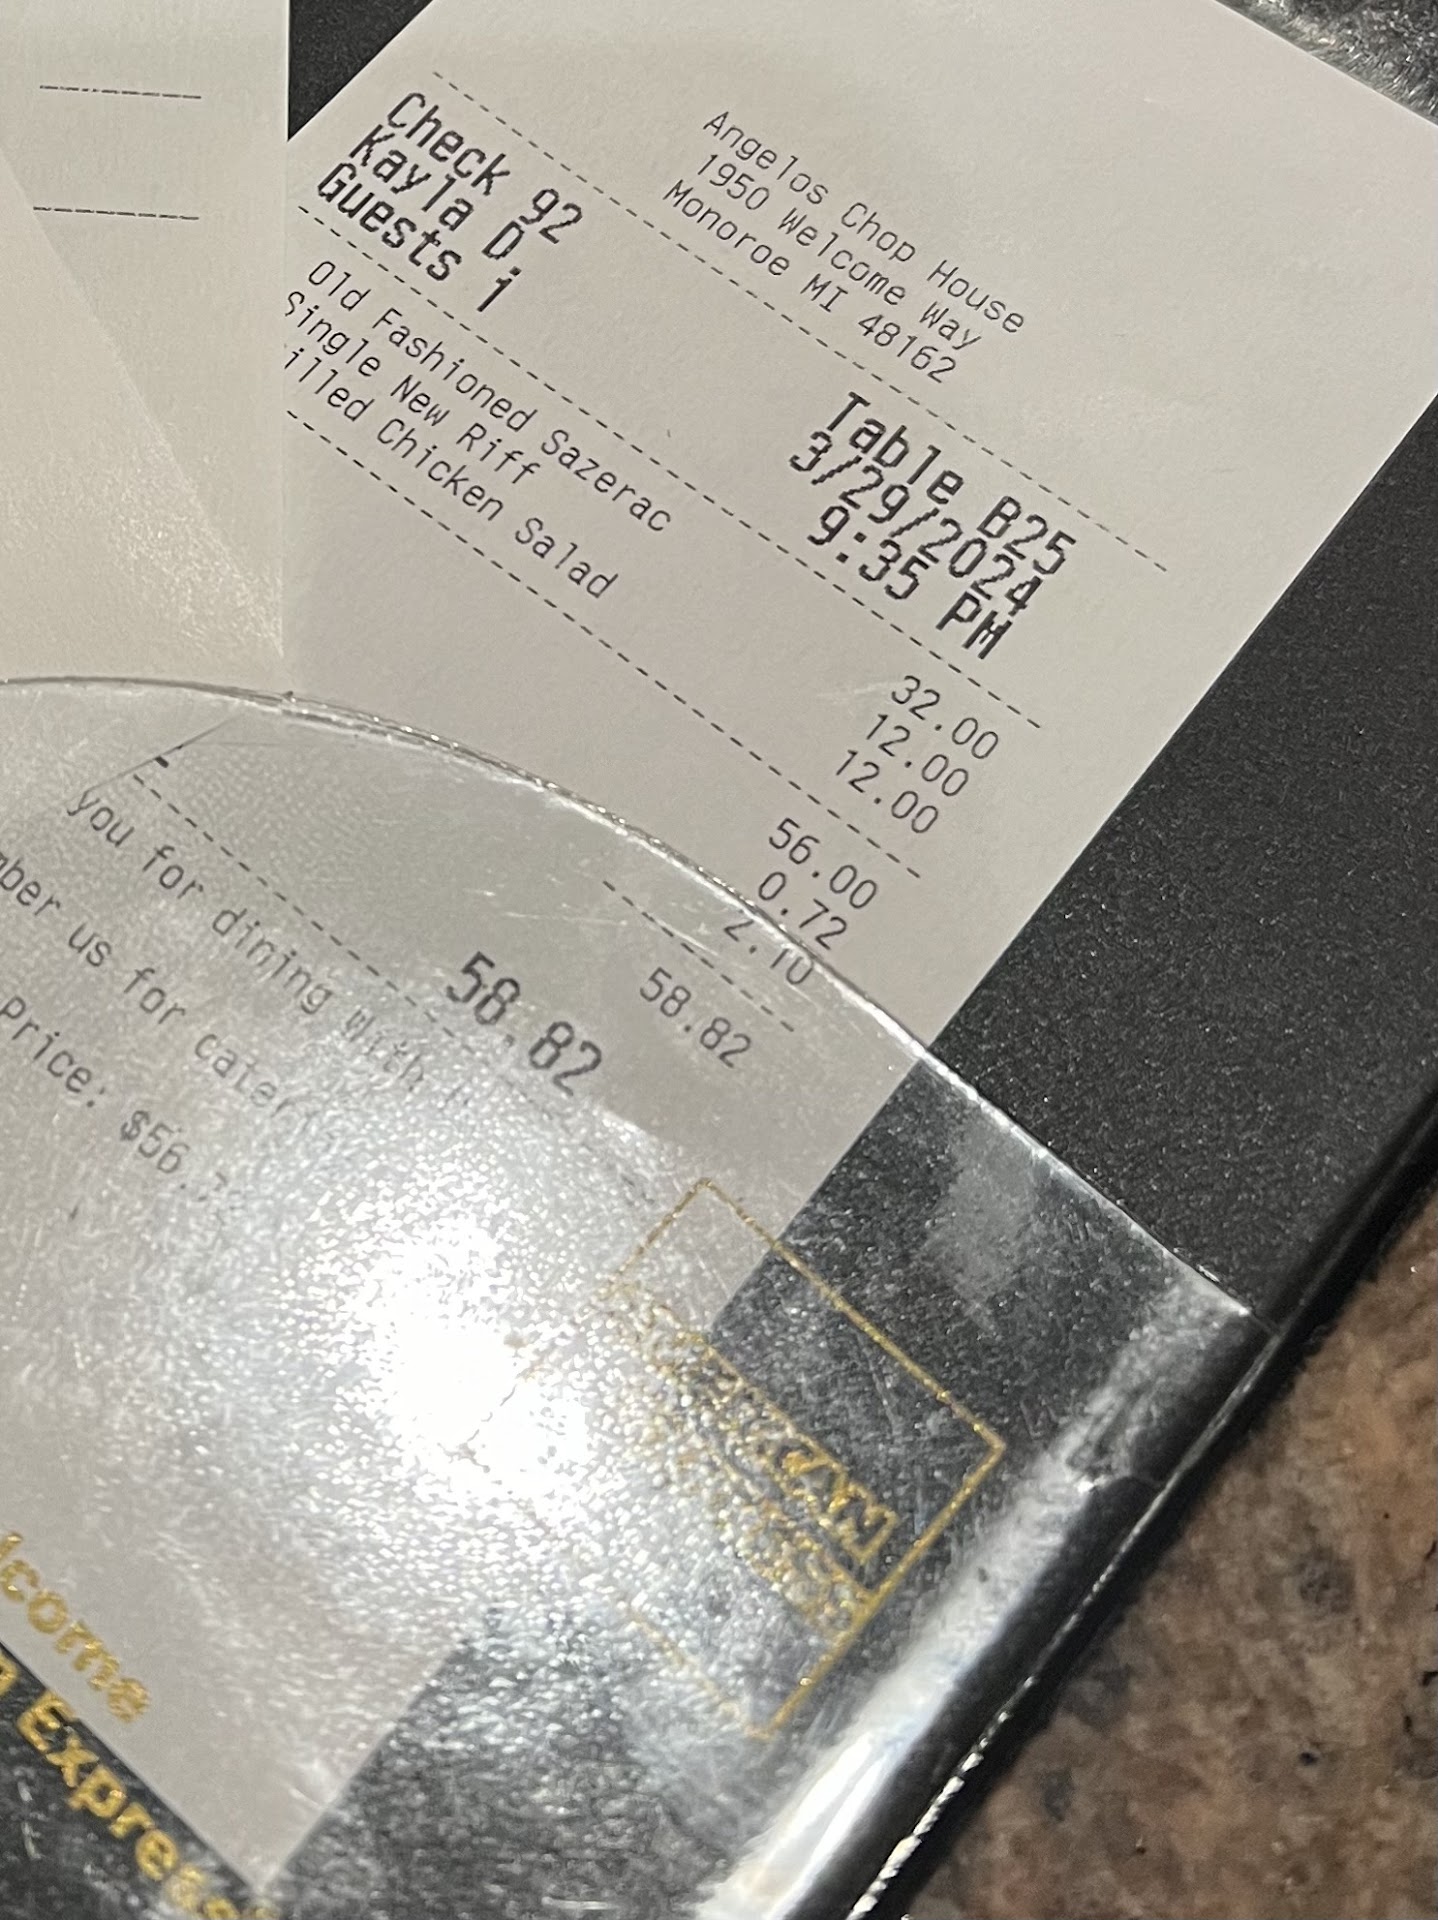 Angelos Chop House
1950 Welcome Way
Monoroe MI 48162
Check 92 Table B25
Kayla D. 3/29/2024
Guests 1 9:35 PM
Old Fashioned Sazerac 32.00
Single New Riff 12.00
illed Chicken Salad 12.00
56.00
0.72
2.10
58.82
58.82
you for dining with
mber us for cater
Price: $56.
lcome
Express